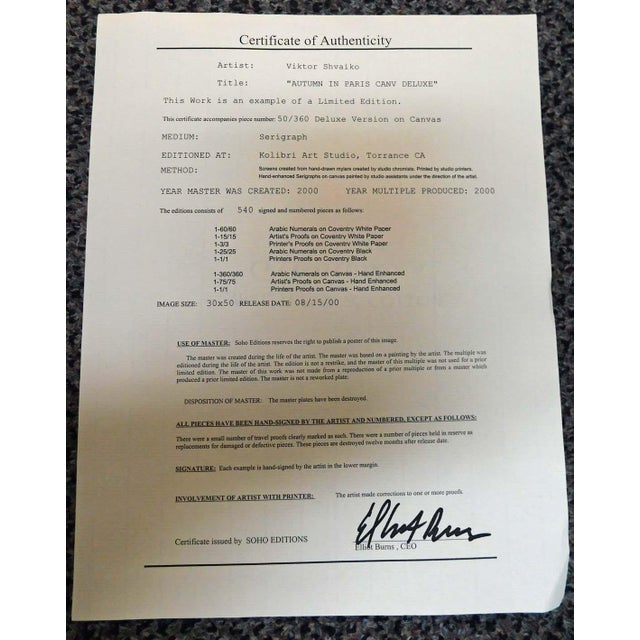 Certificate of Authenticity
Artist: Viktor Shvaiko
Title: "AUTUMN IN PARIS CANV DELUXE"
This Work is an example of a Limited Edition.
This certificate accompanies piece number: 50/360 Deluxe Version on Canvas
MEDIUM: Serigraph
EDITIONED AT: Kolibri Art Studio, Torrance CA
METHOD: Screens created from hand-drawn mylars created by studio chromists. Printed by studio printers.
Hand-enhanced Serigraphs on canvas painted by studio assistants under the direction of the artist.
YEAR MASTER WAS CREATED: 2000 YEAR MULTIPLE PRODUCED: 2000
The editions consists of 540 signed and numbered pieces as follows:
1-60/60 Arabic Numerals on Coventry White Paper
1-15/15 Artist's Proofs on Coventry White Paper
1-3/3 Printer's Proofs on Coventry White Paper
1-25/25 Arabic Numerals on Coventry Black
1-1/1 Printers Proofs on Coventry Black
1-360/360 Arabic Numerals on Canvas - Hand Enhanced
1-75/75 Artist's Proofs on Canvas - Hand Enhanced
1-1/1 Printers Proofs on Canvas - Hand Enhanced
IMAGE SIZE: 30x50 RELEASE DATE: 08/15/00
USE OF MASTER: Soho Editions reserves the right to publish a poster of this image.
The master was created during the life of the artist. The master was based on a painting by the artist. The multiple was
editioned during the life of the artist. The edition is not a restrike, and the master of this multiple was not used for a prior
limited edition. The master of this work was not made from a reproduction of a prior multiple or from a master which
produced a prior limited edition. The master is not a reworked plate.
DISPOSITION OF MASTER: The master plates have been destroyed.
ALL PIECES HAVE BEEN HAND-SIGNED BY THE ARTIST AND NUMBERED, EXCEPT AS FOLLOWS:
There were a small number of travel proofs clearly marked as such. There were a number of pieces held in reserve as
replacements for damaged or defective pieces. These pieces are destroyed twelve months after release date.
SIGNATURE: Each example is hand-signed by the artist in the lower margin.
INVOLVEMENT OF ARTIST WITH PRINTER: The artist made corrections to one or more proofs.
Elliot Burns
Certificate issued by SOHO EDITIONS
Elliot Burns, CEO